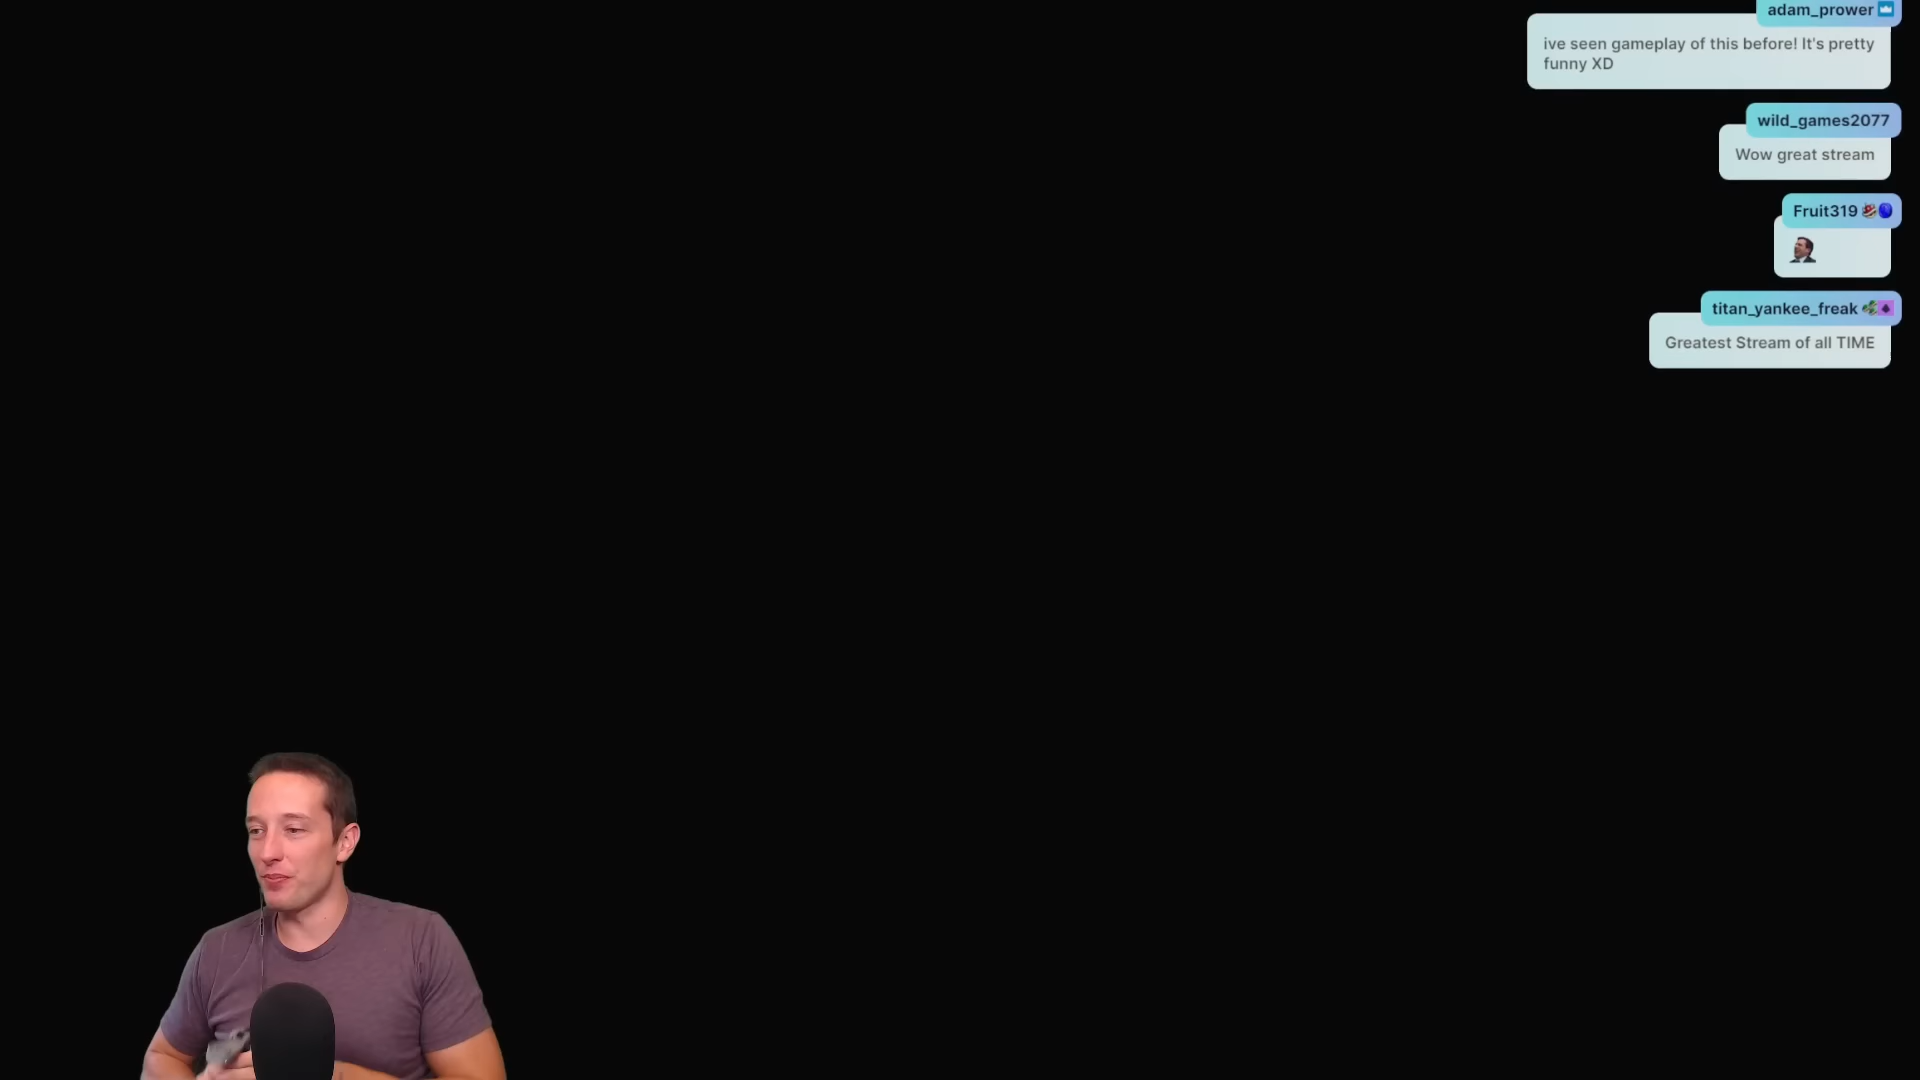 adam_prower
ive seen gameplay of this before! It's pretty
funny XD
wild_games2077
Wow great stream
Fruit319
titan_yankee_freak
Greatest Stream of all TIME